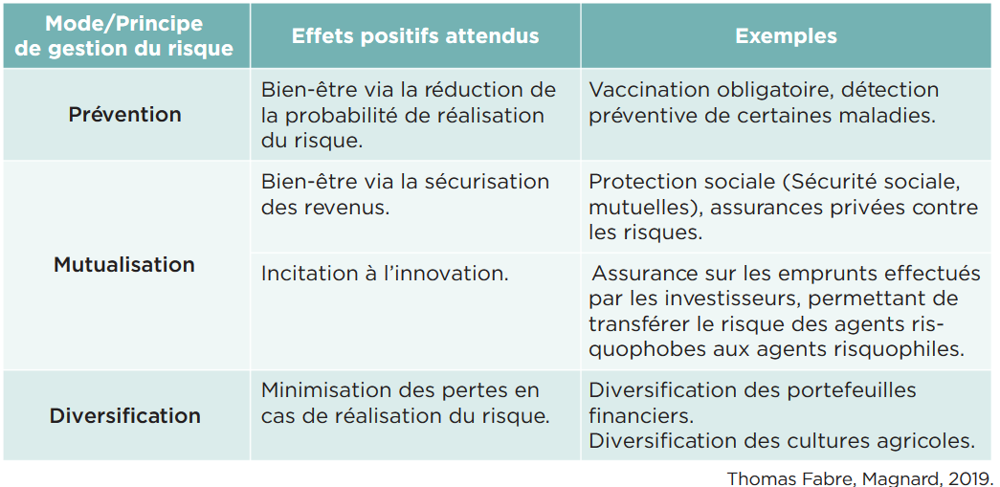 Mode/Principe
de gestion du risque
Effets positifs attendus
Exemples
Prévention
Bien-être via la réduction de
la probabilité de réalisation
du risque.
Vaccination obligatoire, détection
préventive de certaines maladies.
Mutualisation
Bien-être via la sécurisation
des revenus.
Protection sociale (Sécurité sociale,
mutuelles), assurances privées contre
les risques.
Incitation à l’innovation.
Assurance sur les emprunts effectués
par les investisseurs, permettant de
transférer le risque des agents ris-
quophobes aux agents risquophiles.
Diversification
Minimisation des pertes en
cas de réalisation du risque.
Diversification des portefeuilles
financiers.
Diversification des cultures agricoles.
Thomas Fabre, Magnard, 2019.